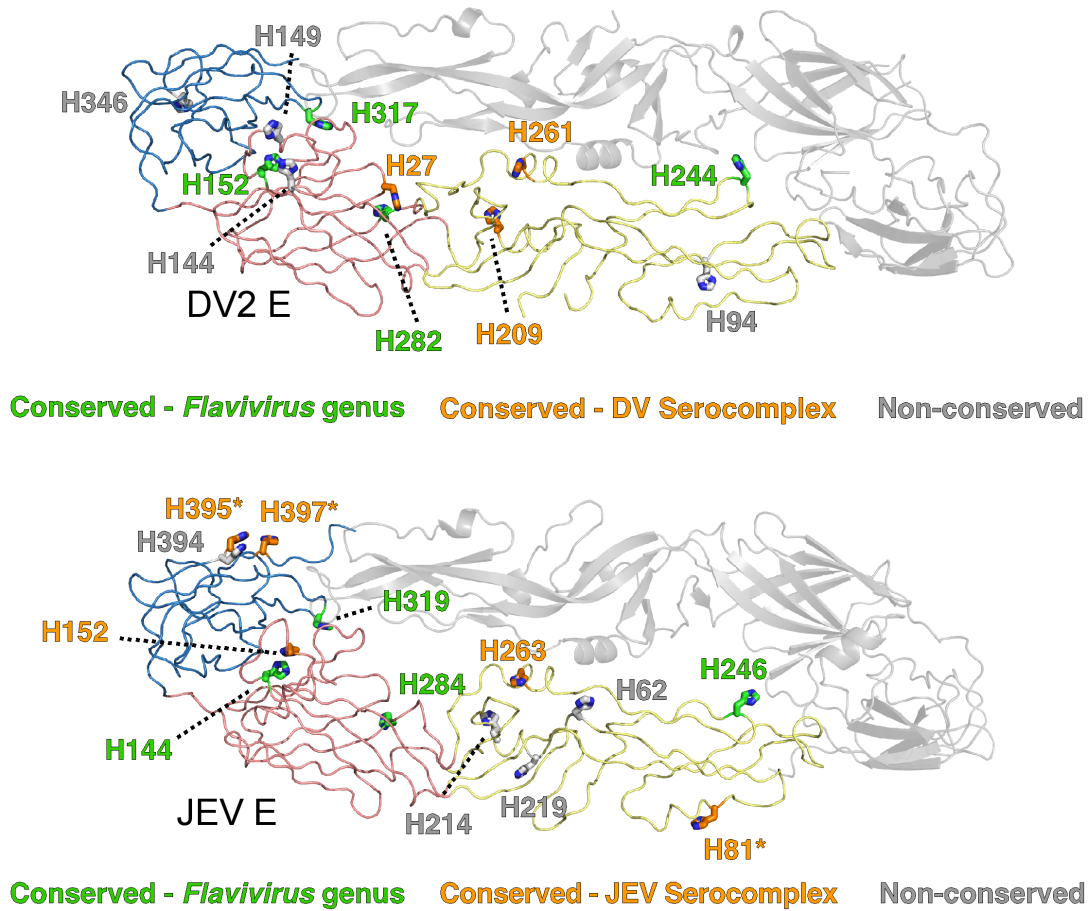 H149
H346
H317
H261
H27
H152
H244
H144
DV2 E
H94
H209
H282
Conserved - Flavivirus genus Conserved - DV Serocomplex Non-conserved
H395* H397*
H394
H319
H152
H263
H246
H284
H62
H144
JEV E
H219
H214
H81*
Conserved - Flavivirus genus Conserved - JEV Serocomplex Non-conserved